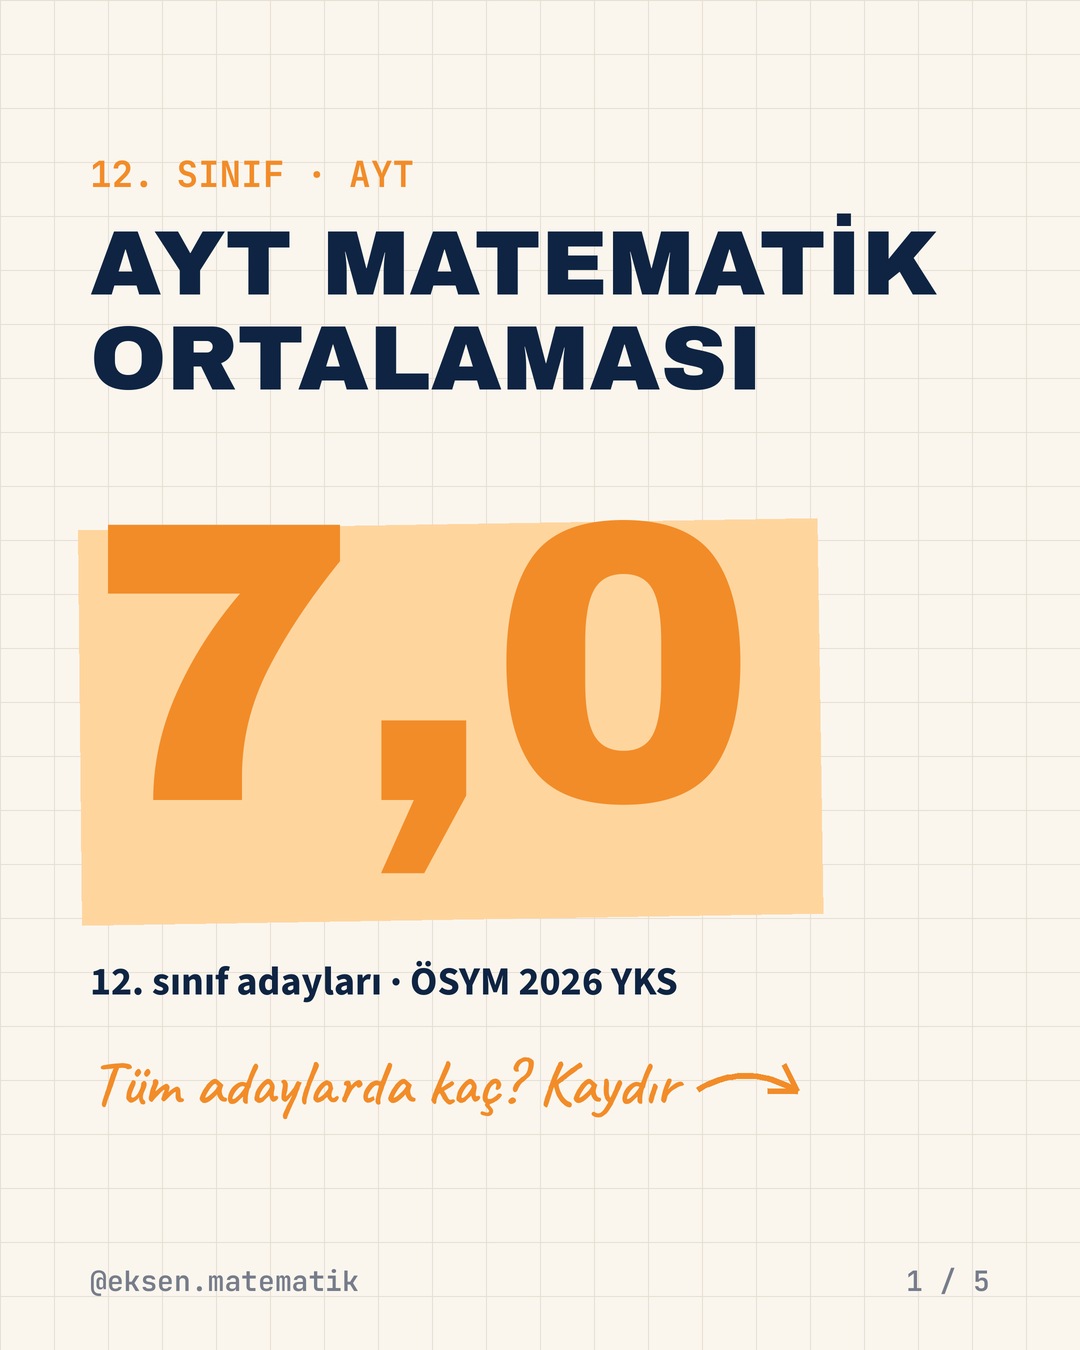 12. SINIF · AYT
AYT MATEMATİK
ORTALAMASI
7,0
12. sınıf adayları · ÖSYM 2026 YKS
Tüm adaylarda kaç? Kaydır
@eksen.matematik
1 / 5